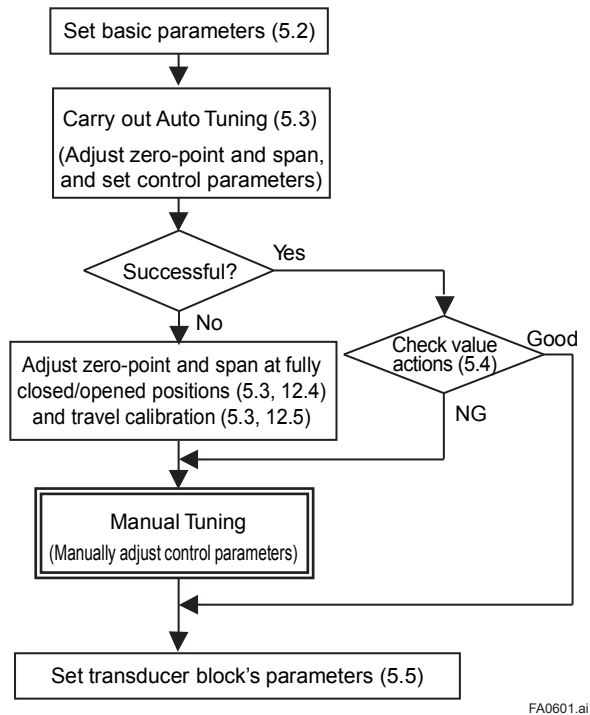 Set basic parameters (5.2)
Carry out Auto Tuning (5.3)
(Adjust zero-point and span,
and set control parameters)
Successful?
Yes
No
Adjust zero-point and span at fully
closed/opened positions (5.3, 12.4)
and travel calibration (5.3, 12.5)
Check value
actions (5.4)
Good
NG
Manual Tuning
(Manually adjust control parameters)
Set transducer block's parameters (5.5)
FA0601.ai